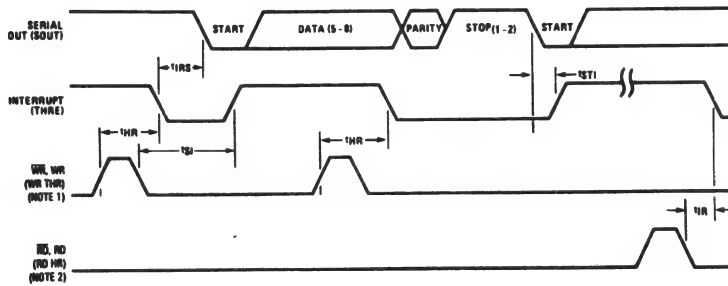 SERIAL
OUT (SOUT)
START
DATA (5 - 8)
PARITY
STOP (1 - 2)
START
tIRS
tSTI
INTERRUPT
(THRE)
tHR
tSI
tHR
WR, WR
(WR THR)
(NOTE 1)
tIR
RD, RD
(RD HR)
(NOTE 2)